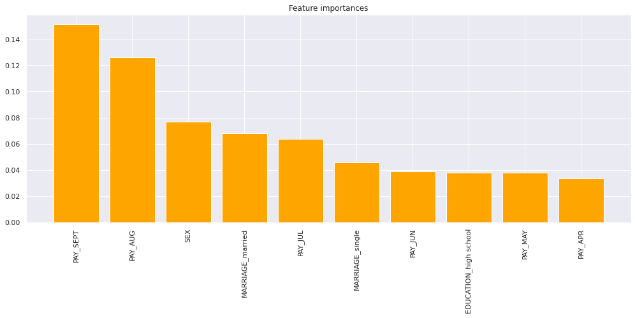 Feature importances
0.14
0.12
0.10
0.08
0.06
0.04
0.02
0.00
PAY_SEPT
PAY_AUG
SEX
MARRIAGE_married
PAY_JUL
MARRIAGE_single
PAY_JUN
EDUCATION_high school
PAY_MAY
PAY_APR